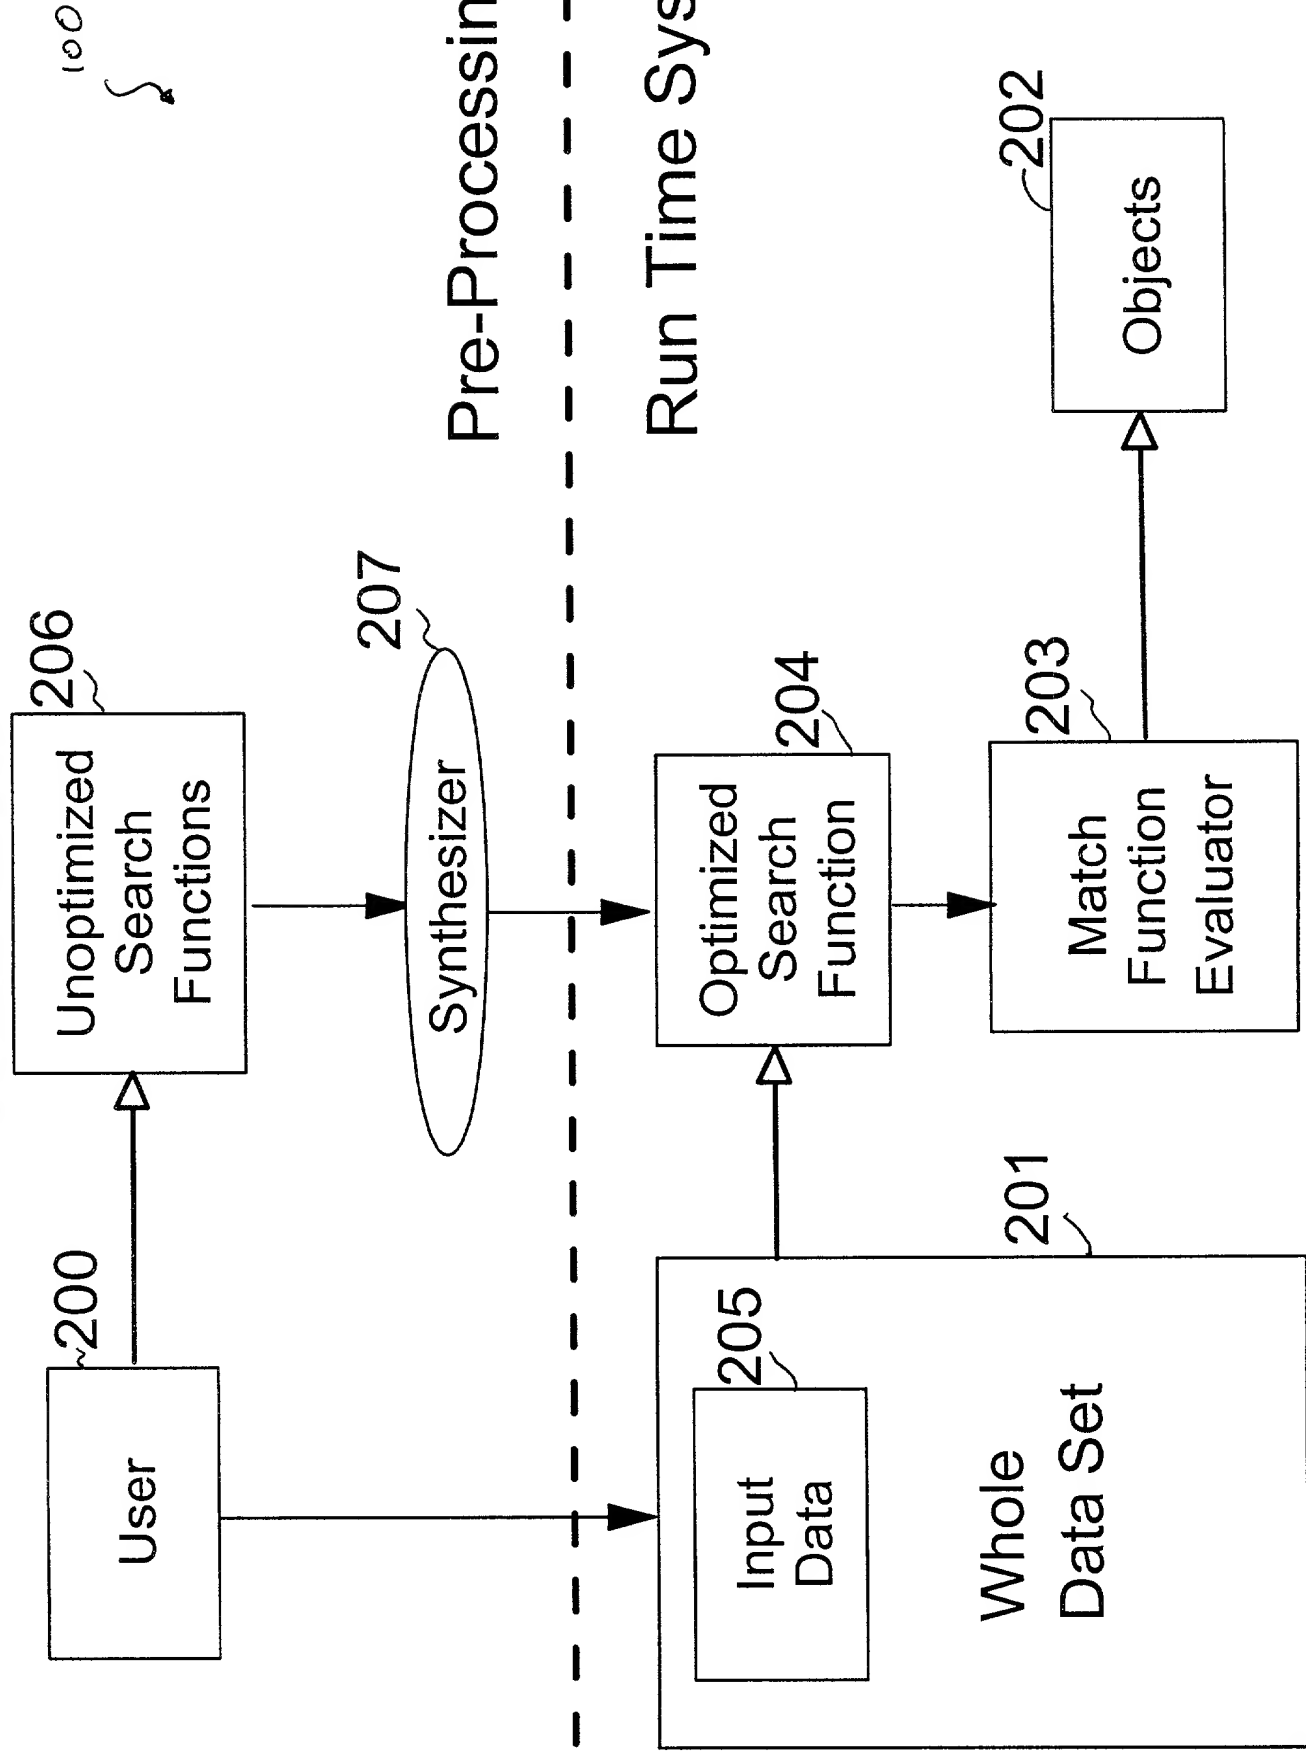 100
200
User
206
Unoptimized
Search
Functions
207
Synthesizer
Pre-Processin
Run Time Sys
205
Input
Data
Whole
Data Set
201
204
Optimized
Search
Function
203
Match
Function
Evaluator
202
Objects